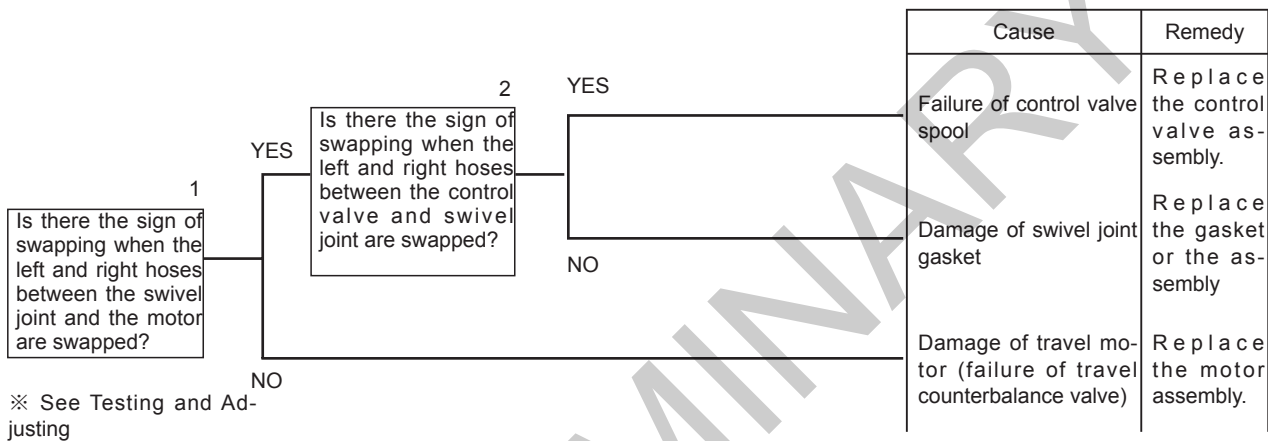 1
Is there the sign of
swapping when the
left and right hoses
between the swivel
joint and the motor
are swapped?
※ See Testing and Ad-
justing
YES
NO
2
Is there the sign of
swapping when the
left and right hoses
between the control
valve and swivel
joint are swapped?
YES
NO
Cause
Remedy
Failure of control valve
spool
Replace
the control
valve as-
sembly.
Damage of swivel joint
gasket
Replace
the gasket
or the as-
sembly
Damage of travel mo-
tor (failure of travel
counterbalance valve)
Replace
the motor
assembly.
MINARY